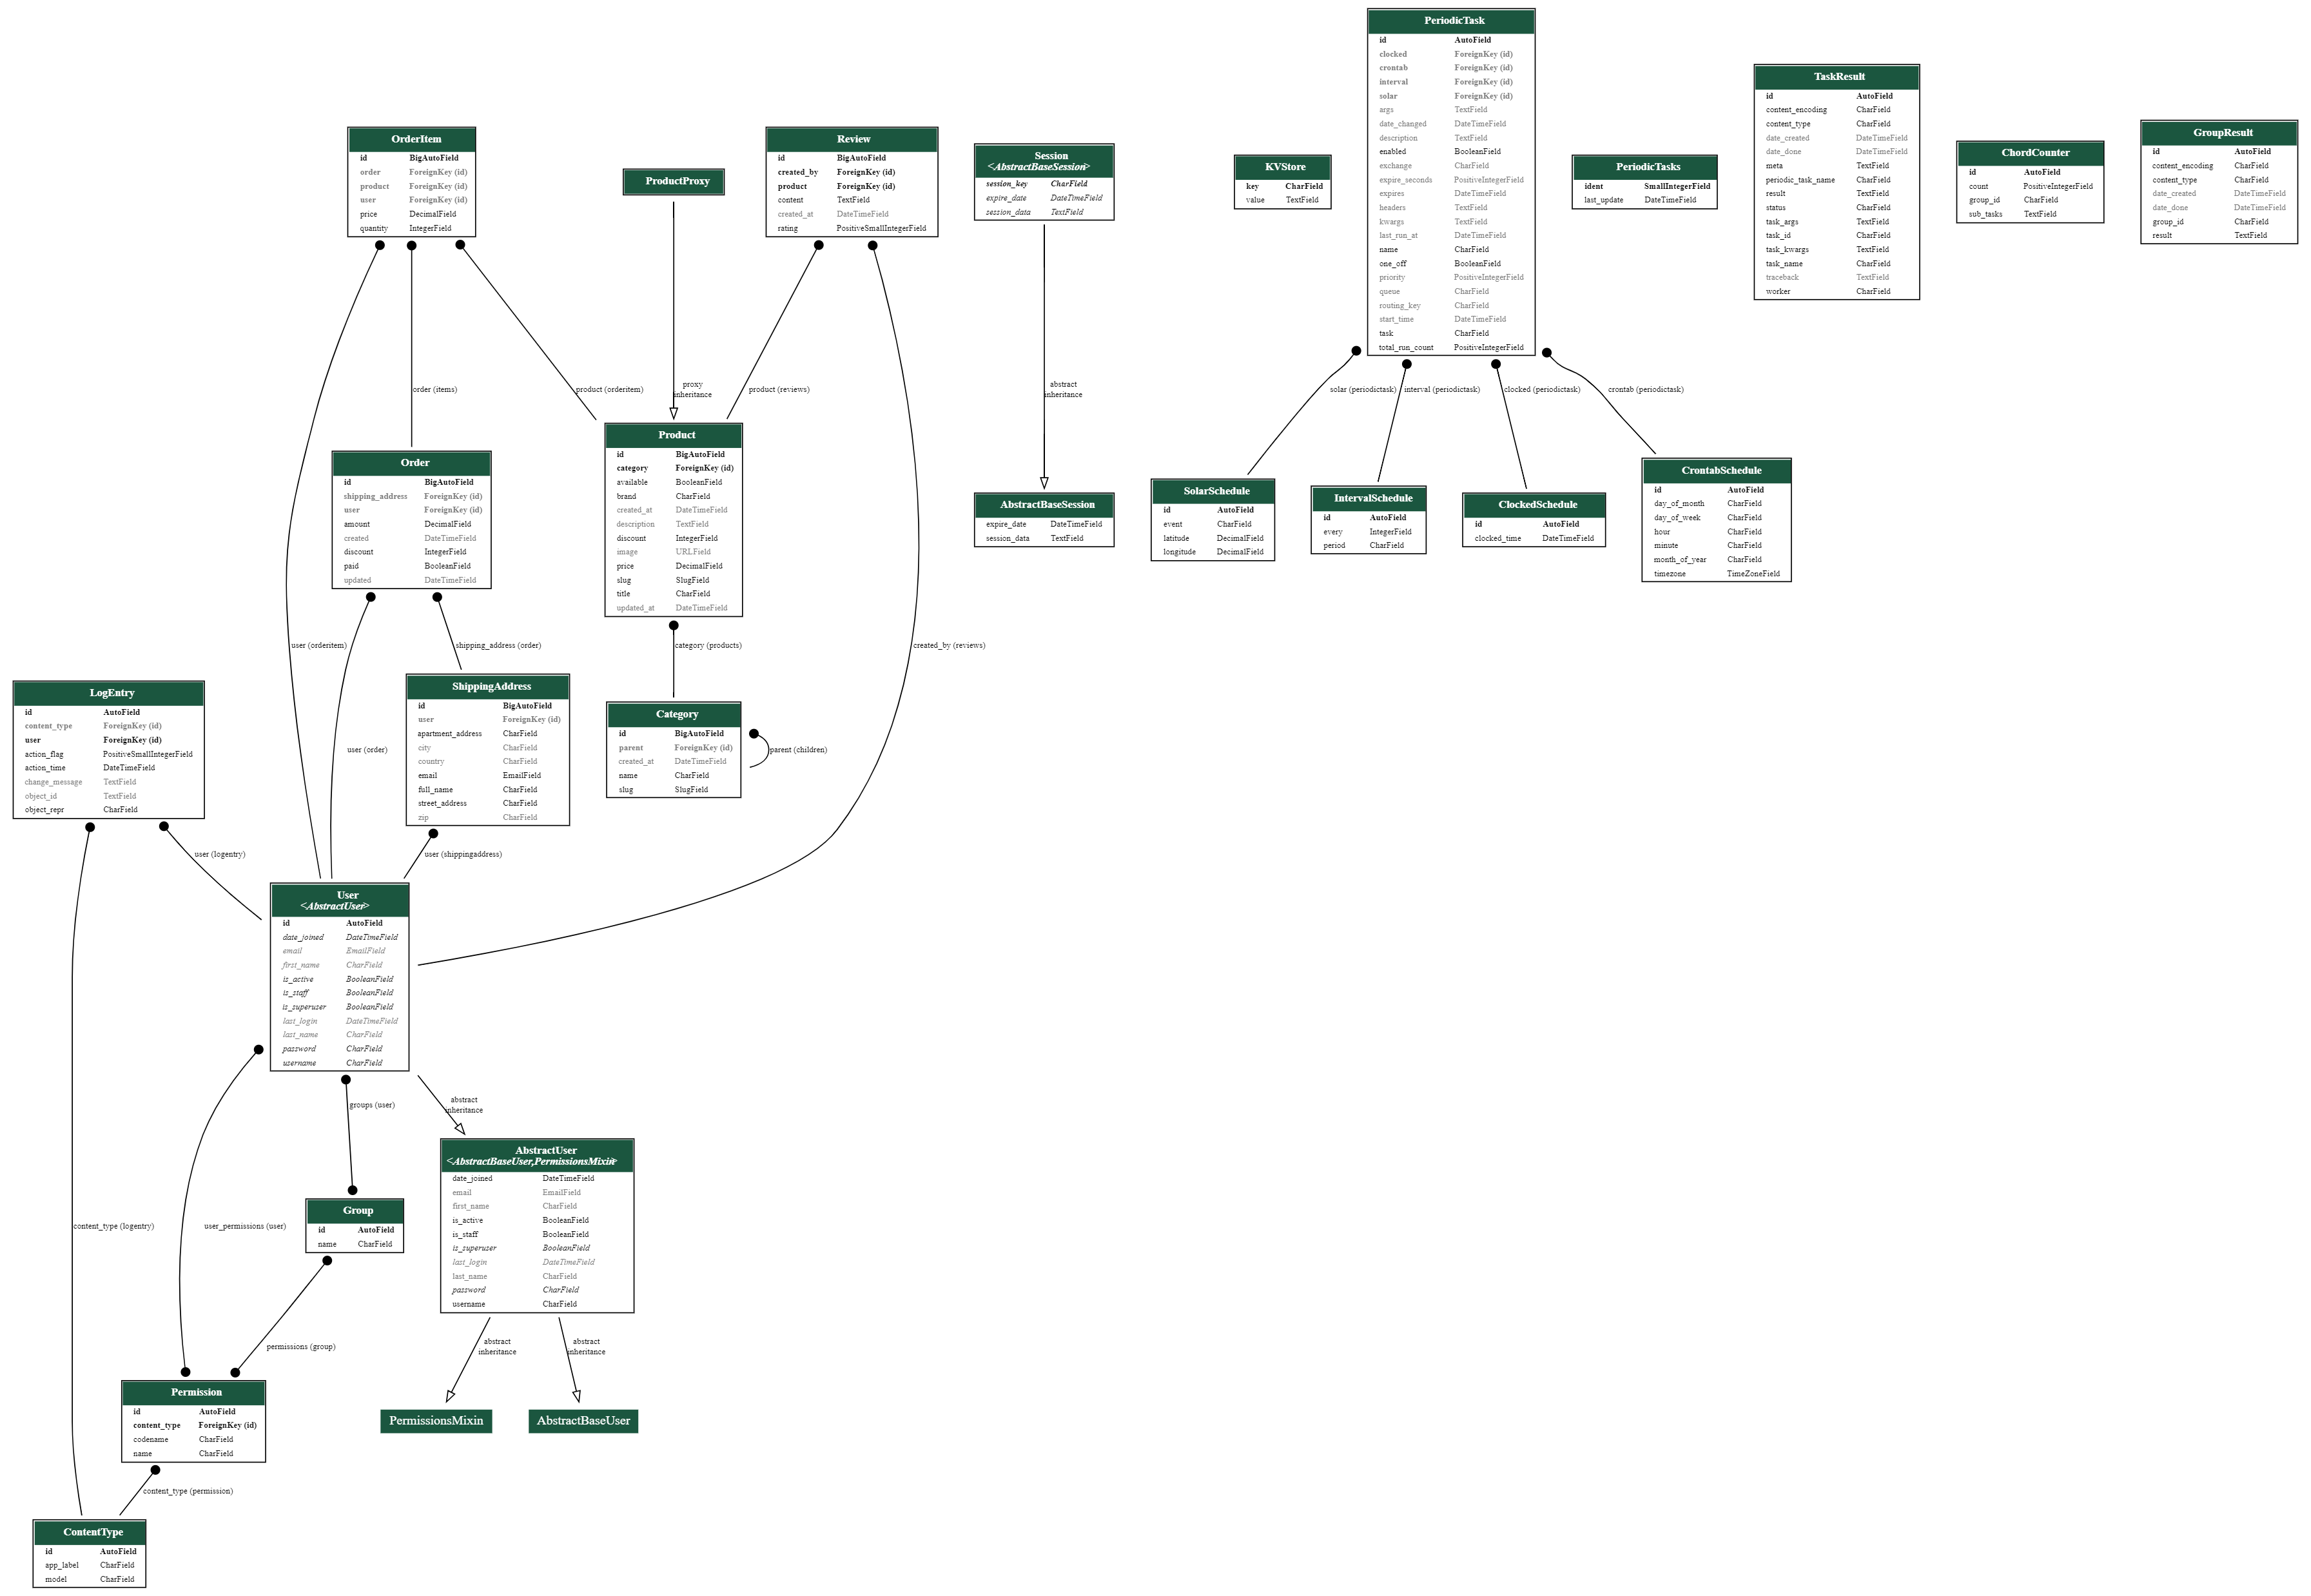 PeriodicTask
id AutoField
clocked ForeignKey (id)
crontab ForeignKey (id)
interval ForeignKey (id)
solar ForeignKey (id)
args TextField
date_changed DateTimeField
description TextField
enabled BooleanField
exchange CharField
expire_seconds PositiveIntegerField
expires DateTimeField
headers TextField
kwargs TextField
last_run_at DateTimeField
name CharField
one_off BooleanField
priority PositiveIntegerField
queue CharField
routing_key CharField
start_time DateTimeField
task CharField
total_run_count PositiveIntegerField
TaskResult
id AutoField
content_encoding CharField
content_type CharField
date_created DateTimeField
date_done DateTimeField
meta TextField
periodic_task_name CharField
result TextField
status CharField
task_args TextField
task_id CharField
task_kwargs TextField
task_name CharField
traceback TextField
worker CharField
GroupResult
id AutoField
content_encoding CharField
content_type CharField
date_created DateTimeField
date_done DateTimeField
group_id CharField
result TextField
ChordCounter
id AutoField
count PositiveIntegerField
group_id CharField
sub_tasks TextField
OrderItem
id BigAutoField
order ForeignKey (id)
product ForeignKey (id)
user ForeignKey (id)
price DecimalField
quantity IntegerField
ProductProxy
Review
id BigAutoField
created_by ForeignKey (id)
product ForeignKey (id)
content TextField
created_at DateTimeField
rating PositiveSmallIntegerField
Session
<AbstractBaseSession>
session_key CharField
expire_date DateTimeField
session_data TextField
KVStore
key CharField
value TextField
PeriodicTasks
ident SmallIntegerField
last_update DateTimeField
order (items)
product (orderitem)
proxy
inheritance
product (reviews)
abstract
inheritance
solar (periodictask)
interval (periodictask)
clocked (periodictask)
crontab (periodictask)
Order
id BigAutoField
shipping_address ForeignKey (id)
user ForeignKey (id)
amount DecimalField
created DateTimeField
discount IntegerField
paid BooleanField
updated DateTimeField
Product
id BigAutoField
category ForeignKey (id)
available BooleanField
brand CharField
created_at DateTimeField
description TextField
discount IntegerField
image URLField
price DecimalField
slug SlugField
title CharField
updated_at DateTimeField
AbstractBaseSession
expire_date DateTimeField
session_data TextField
SolarSchedule
id AutoField
event CharField
latitude DecimalField
longitude DecimalField
IntervalSchedule
id AutoField
every IntegerField
period CharField
ClockedSchedule
id AutoField
clocked_time DateTimeField
CrontabSchedule
id AutoField
day_of_month CharField
day_of_week CharField
hour CharField
minute CharField
month_of_year CharField
timezone TimeZoneField
user (orderitem)
shipping_address (order)
category (products)
created_by (reviews)
LogEntry
id AutoField
content_type ForeignKey (id)
user ForeignKey (id)
action_flag PositiveSmallIntegerField
action_time DateTimeField
change_message TextField
object_id TextField
object_repr CharField
user (order)
ShippingAddress
id BigAutoField
user ForeignKey (id)
apartment_address CharField
city CharField
country CharField
email EmailField
full_name CharField
street_address CharField
zip CharField
Category
id BigAutoField
parent ForeignKey (id)
created_at DateTimeField
name CharField
slug SlugField
parent (children)
user (logentry)
user (shippingaddress)
User
<AbstractUser>
id AutoField
date_joined DateTimeField
email EmailField
first_name CharField
is_active BooleanField
is_staff BooleanField
is_superuser BooleanField
last_login DateTimeField
last_name CharField
password CharField
username CharField
groups (user)
abstract
inheritance
AbstractUser
<AbstractBaseUser,PermissionsMixin>
date_joined DateTimeField
email EmailField
first_name CharField
is_active BooleanField
is_staff BooleanField
is_superuser BooleanField
last_login DateTimeField
last_name CharField
password CharField
username CharField
Group
id AutoField
name CharField
content_type (logentry)
user_permissions (user)
permissions (group)
abstract
inheritance
abstract
inheritance
Permission
id AutoField
content_type ForeignKey (id)
codename CharField
name CharField
PermissionsMixin
AbstractBaseUser
content_type (permission)
ContentType
id AutoField
app_label CharField
model CharField